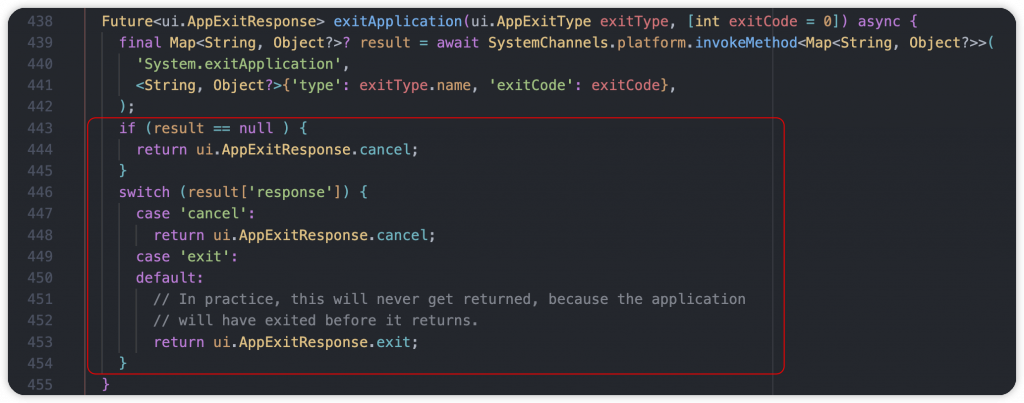 438 Future<ui.AppExitResponse> exitApplication(ui.AppExitType exitType, [int exitCode = 0]) async {
439   final Map<String, Object?>? result = await SystemChannels.platform.invokeMethod<Map<String, Object?>>(
440     'System.exitApplication',
441     <String, Object?>{'type': exitType.name, 'exitCode': exitCode},
442   );
443   if (result == null ) {
444     return ui.AppExitResponse.cancel;
445   }
446   switch (result['response']) {
447     case 'cancel':
448       return ui.AppExitResponse.cancel;
449     case 'exit':
450     default:
451       // In practice, this will never get returned, because the application
452       // will have exited before it returns.
453       return ui.AppExitResponse.exit;
454   }
455 }